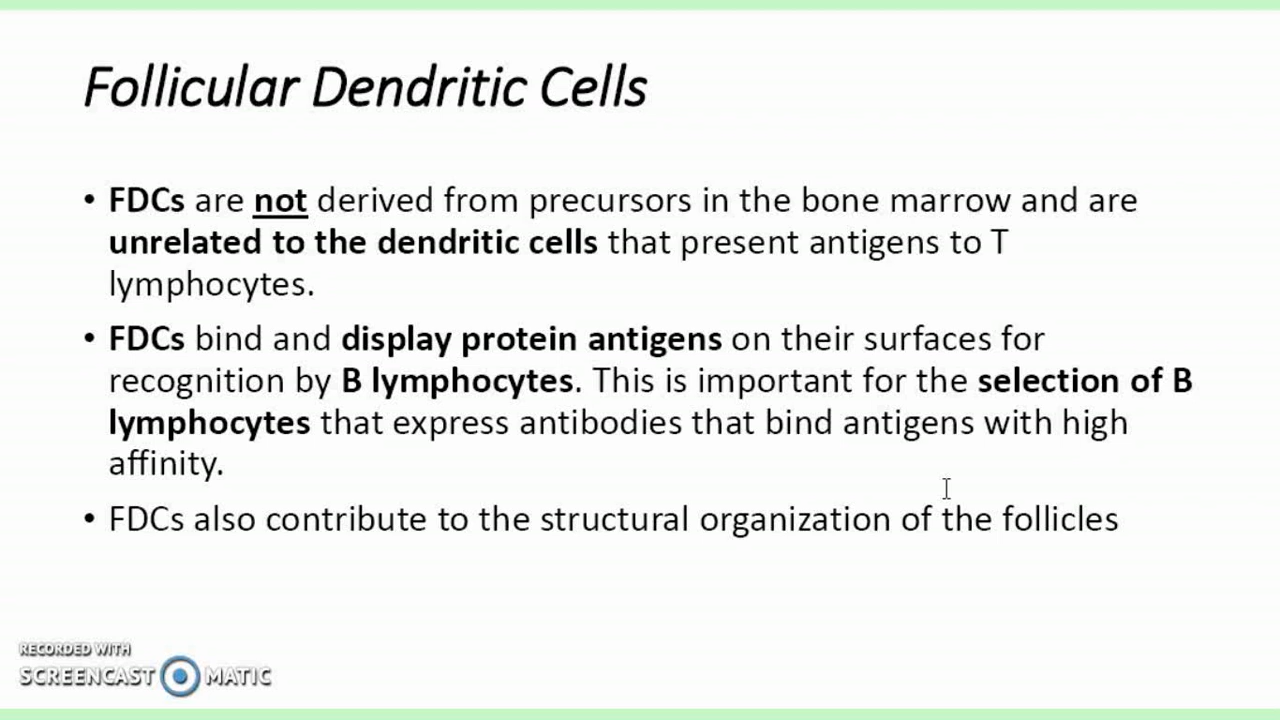 Follicular Dendritic Cells
• FDCs are not derived from precursors in the bone marrow and are
unrelated to the dendritic cells that present antigens to T
lymphocytes.
• FDCs bind and display protein antigens on their surfaces for
recognition by B lymphocytes. This is important for the selection of B
lymphocytes that express antibodies that bind antigens with high
affinity.
• FDCs also contribute to the structural organization of the follicles
RECORDED WITH
SCREENCAST MATIC